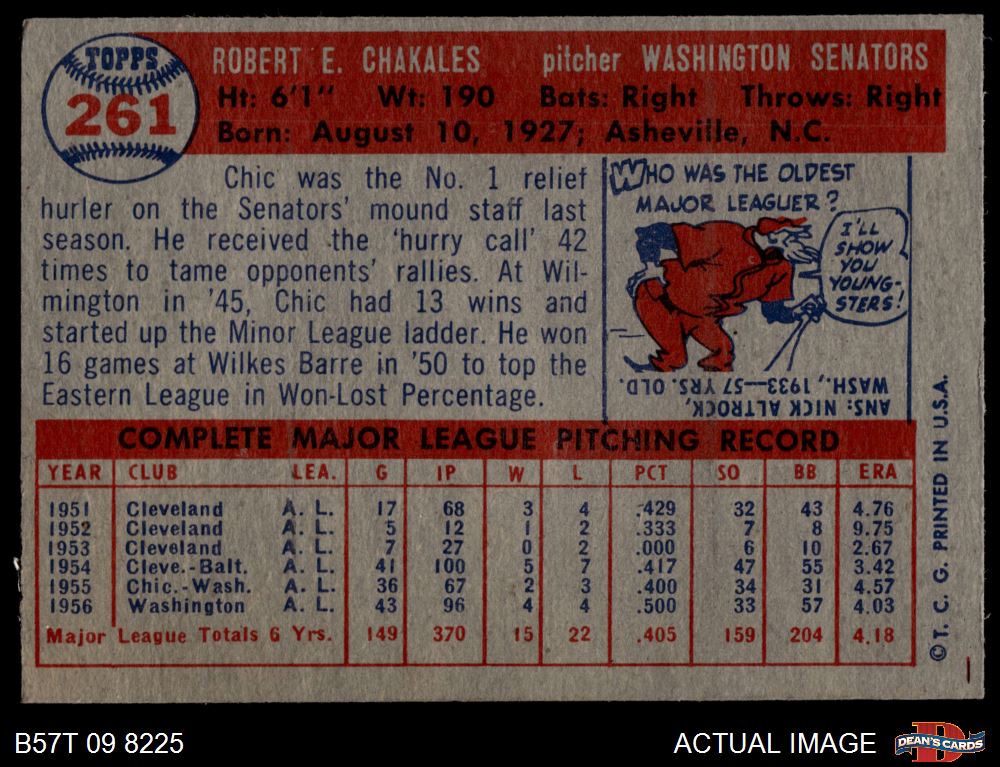 TOPPS
261
ROBERT E. CHAKALES pitcher WASHINGTON SENATORS
Ht: 6'1" Wt: 190 Bats: Right Throws: Right
Born: August 10, 1927; Asheville, N.C.
Chic was the No. 1 relief
hurler on the Senators' mound staff last
season. He received the 'hurry call' 42
times to tame opponents' rallies. At Wil-
mington in '45, Chic had 13 wins and
started up the Minor League ladder. He won
16 games at Wilkes Barre in '50 to top the
Eastern League in Won-Lost Percentage.
WHO WAS THE OLDEST
MAJOR LEAGUER?
I'LL
SHOW
YOU
YOUNG-
STERS!
ANS: NICK ALTROCK,
WASH., 1933—57 YRS. OLD.
COMPLETE MAJOR LEAGUE PITCHING RECORD
YEAR CLUB LEA. G IP W L PCT SO BB ERA
1951 Cleveland A. L. 17 68 3 4 .429 32 43 4.76
1952 Cleveland A. L. 5 12 1 2 .333 7 8 9.75
1953 Cleveland A. L. 7 27 0 2 .000 6 10 2.67
1954 Cleve.-Balt. A. L. 41 100 5 7 .417 47 55 3.42
1955 Chic.-Wash. A. L. 36 67 2 3 .400 34 31 4.57
1956 Washington A. L. 43 96 4 4 .500 33 57 4.03
Major League Totals 6 Yrs. 149 370 15 22 .405 159 204 4.18
©T. C. G. PRINTED IN U.S.A.
B57T 09 8225
ACTUAL IMAGE
DEAN'S CARDS